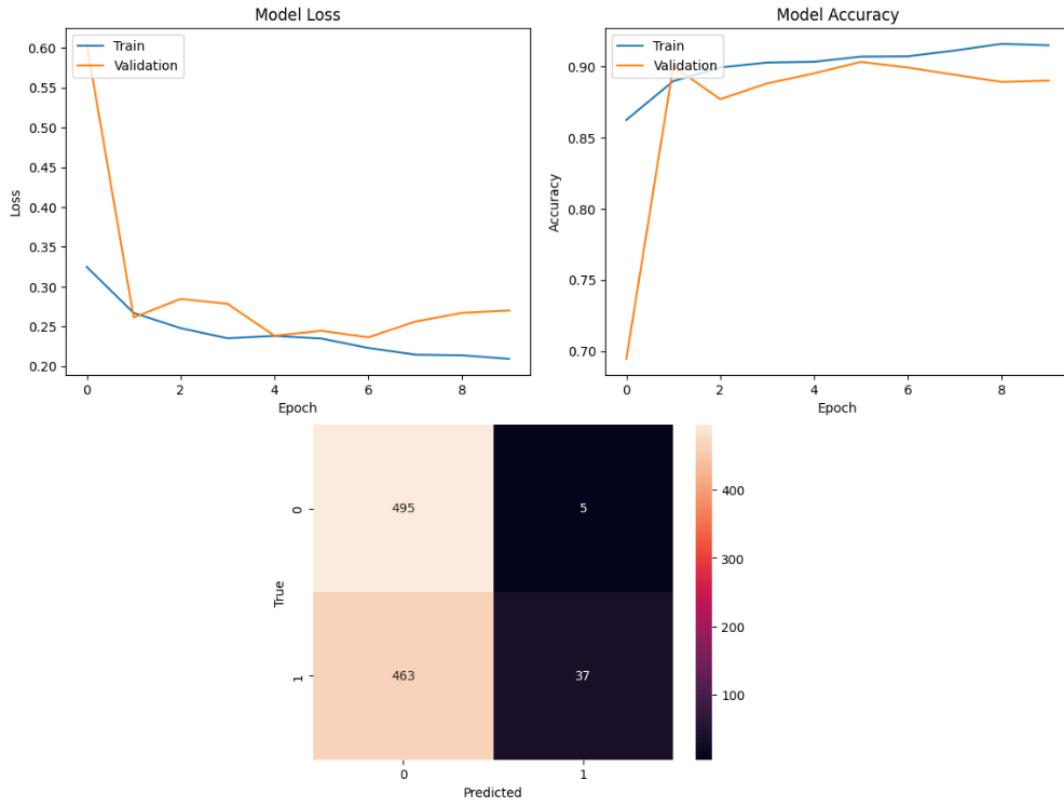 Model Loss
Train
Validation
0.60
0.55
0.50
0.45
0.40
0.35
0.30
0.25
0.20
Loss
0 2 4 6 8
Epoch
Model Accuracy
Train
Validation
0.90
0.85
0.80
0.75
0.70
Accuracy
0 2 4 6 8
Epoch
495 5
463 37
0
1
True
0 1
Predicted
400
300
200
100